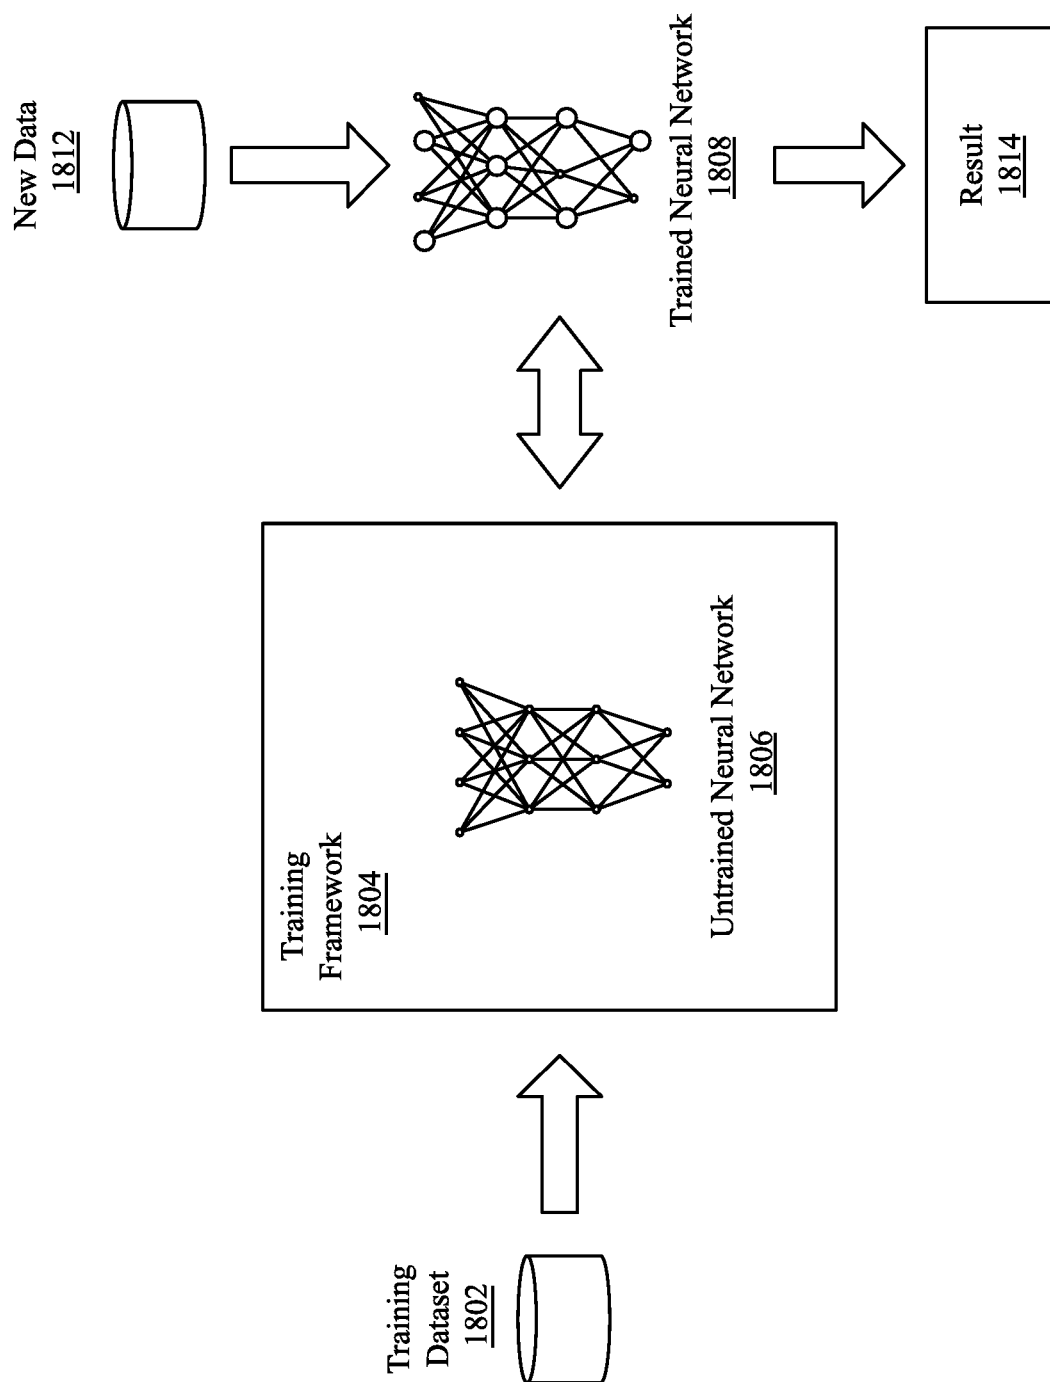 Training
Dataset
1802
Training
Framework
1804
Untrained Neural Network
1806
New Data
1812
Trained Neural Network
1808
Result
1814